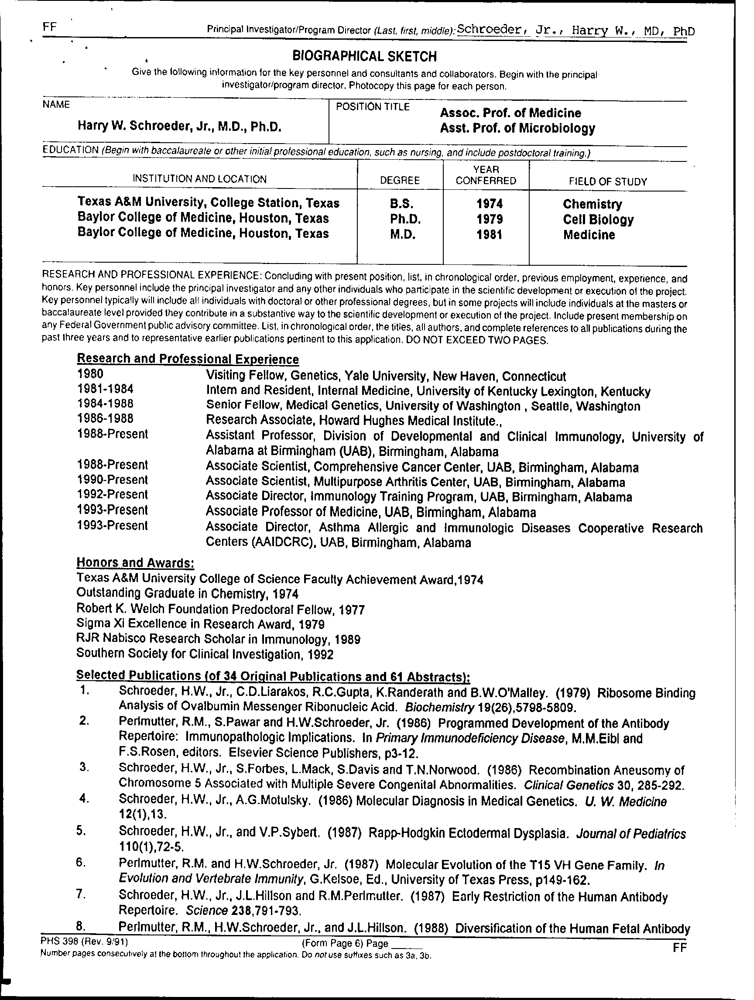 FF
Principal Investigator/Program Director (Last, first, middle): Schroeder, Jr., Harry W., MD, PhD
BIOGRAPHICAL SKETCH
Give the following information for the key personnel and consultants and collaborators. Begin with the principal
investigator/program director. Photocopy this page for each person.
NAME
POSITION TITLE
Harry W. Schroeder, Jr., M.D., Ph.D.
Assoc. Prof. of Medicine
Asst. Prof. of Microbiology
EDUCATION (Begin with baccalaureate or other initial professional education, such as nursing, and include postdoctoral training.)
INSTITUTION AND LOCATION
DEGREE
YEAR
CONFERRED
FIELD OF STUDY
Texas A&M University, College Station, Texas B.S. 1974 Chemistry
Baylor College of Medicine, Houston, Texas Ph.D. 1979 Cell Biology
Baylor College of Medicine, Houston, Texas M.D. 1981 Medicine
RESEARCH AND PROFESSIONAL EXPERIENCE: Concluding with present position, list, in chronological order, previous employment, experience, and
honors. Key personnel include the principal investigator and any other individuals who participate in the scientific development or execution of the project.
Key personnel typically will include all individuals with doctoral or other professional degrees, but in some projects will include individuals at the masters or
baccalaureate level provided they contribute in a substantive way to the scientific development or execution of the project. Include present membership on
any Federal Government public advisory committee. List, in chronological order, the titles, all authors, and complete references to all publications during the
past three years and to representative earlier publications pertinent to this application. DO NOT EXCEED TWO PAGES.
Research and Professional Experience
1980 Visiting Fellow, Genetics, Yale University, New Haven, Connecticut
1981-1984 Intern and Resident, Internal Medicine, University of Kentucky Lexington, Kentucky
1984-1988 Senior Fellow, Medical Genetics, University of Washington , Seattle, Washington
1986-1988 Research Associate, Howard Hughes Medical Institute.,
1988-Present Assistant Professor, Division of Developmental and Clinical Immunology, University of
Alabama at Birmingham (UAB), Birmingham, Alabama
1988-Present Associate Scientist, Comprehensive Cancer Center, UAB, Birmingham, Alabama
1990-Present Associate Scientist, Multipurpose Arthritis Center, UAB, Birmingham, Alabama
1992-Present Associate Director, Immunology Training Program, UAB, Birmingham, Alabama
1993-Present Associate Professor of Medicine, UAB, Birmingham, Alabama
1993-Present Associate Director, Asthma Allergic and Immunologic Diseases Cooperative Research
Centers (AAIDCRC), UAB, Birmingham, Alabama
Honors and Awards:
Texas A&M University College of Science Faculty Achievement Award,1974
Outstanding Graduate in Chemistry, 1974
Robert K. Welch Foundation Predoctoral Fellow, 1977
Sigma Xi Excellence in Research Award, 1979
RJR Nabisco Research Scholar in Immunology, 1989
Southern Society for Clinical Investigation, 1992
Selected Publications (of 34 Original Publications and 61 Abstracts):
1. Schroeder, H.W., Jr., C.D.Liarakos, R.C.Gupta, K.Randerath and B.W.O'Malley. (1979) Ribosome Binding
Analysis of Ovalbumin Messenger Ribonucleic Acid. Biochemistry 19(26),5798-5809.
2. Perlmutter, R.M., S.Pawar and H.W.Schroeder, Jr. (1986) Programmed Development of the Antibody
Repertoire: Immunopathologic Implications. In Primary Immunodeficiency Disease, M.M.Eibl and
F.S.Rosen, editors. Elsevier Science Publishers, p3-12.
3. Schroeder, H.W., Jr., S.Forbes, L.Mack, S.Davis and T.N.Norwood. (1986) Recombination Aneusomy of
Chromosome 5 Associated with Multiple Severe Congenital Abnormalities. Clinical Genetics 30, 285-292.
4. Schroeder, H.W., Jr., A.G.Motulsky. (1986) Molecular Diagnosis in Medical Genetics. U. W. Medicine
12(1),13.
5. Schroeder, H.W., Jr., and V.P.Sybert. (1987) Rapp-Hodgkin Ectodermal Dysplasia. Journal of Pediatrics
110(1),72-5.
6. Perlmutter, R.M. and H.W.Schroeder, Jr. (1987) Molecular Evolution of the T15 VH Gene Family. In
Evolution and Vertebrate Immunity, G.Kelsoe, Ed., University of Texas Press, p149-162.
7. Schroeder, H.W., Jr., J.L.Hillson and R.M.Perlmutter. (1987) Early Restriction of the Human Antibody
Repertoire. Science 238,791-793.
8. Perlmutter, R.M., H.W.Schroeder, Jr., and J.L.Hillson. (1988) Diversification of the Human Fetal Antibody
PHS 398 (Rev. 9/91) (Form Page 6) Page ____ FF
Number pages consecutively at the bottom throughout the application. Do not use suffixes such as 3a, 3b.